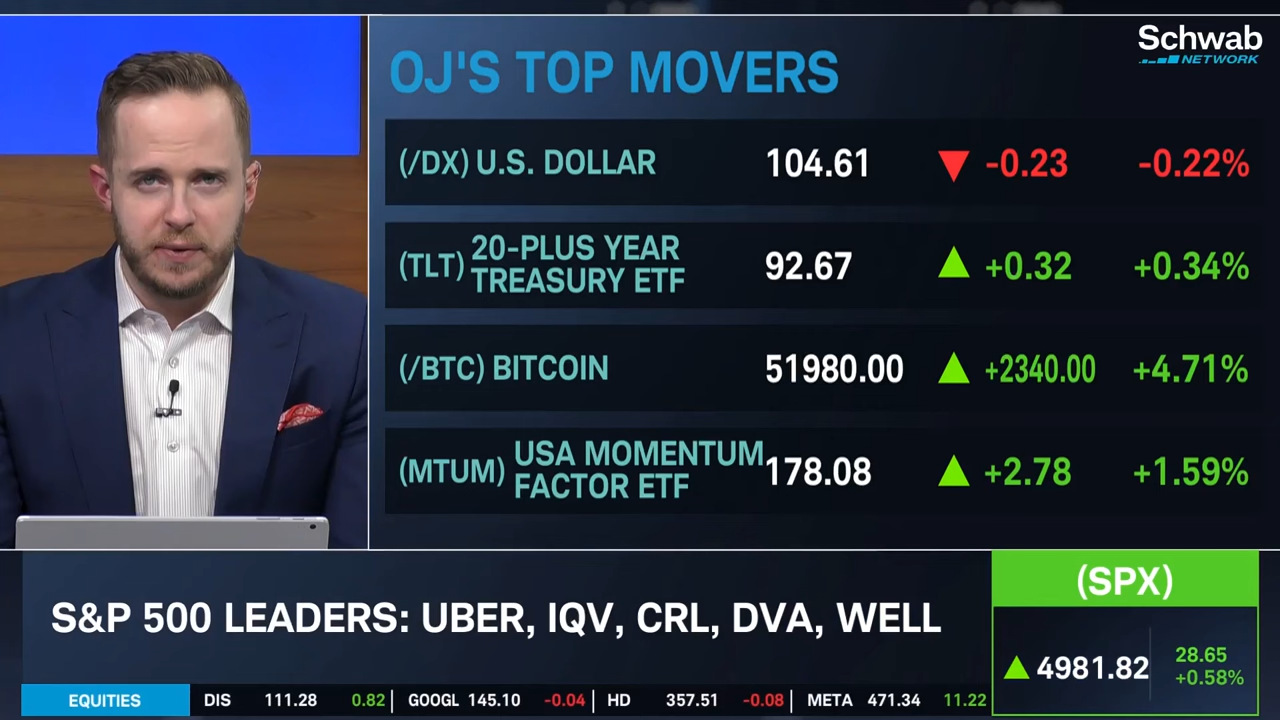 Schwab
NETWORK
OJ'S TOP MOVERS
(/DX) U.S. DOLLAR 104.61 ▼ -0.23 -0.22%
(TLT) 20-PLUS YEAR
TREASURY ETF 92.67 ▲ +0.32 +0.34%
(/BTC) BITCOIN 51980.00 ▲ +2340.00 +4.71%
(MTUM) USA MOMENTUM
FACTOR ETF 178.08 ▲ +2.78 +1.59%
S&P 500 LEADERS: UBER, IQV, CRL, DVA, WELL
(SPX)
▲ 4981.82
28.65
+0.58%
EQUITIES DIS 111.28 0.82 | GOOGL 145.10 -0.04 | HD 357.51 -0.08 | META 471.34 11.22